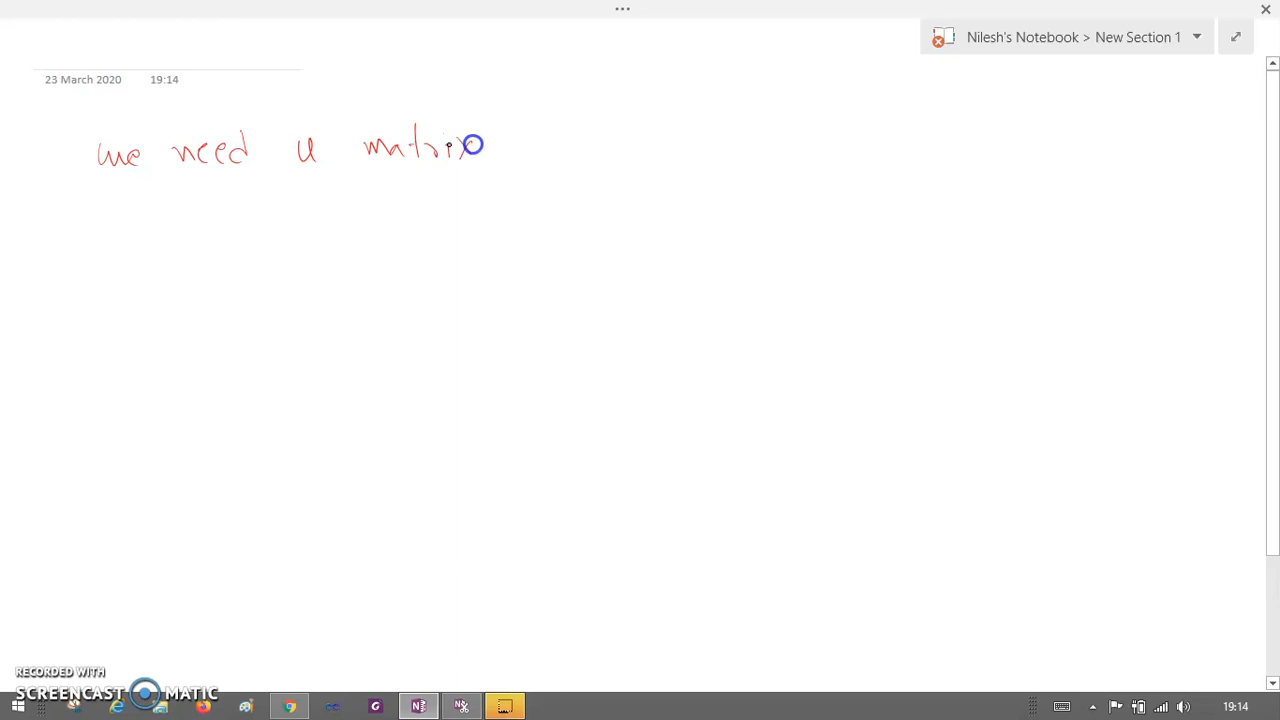 Nilesh's Notebook > New Section 1
23 March 2020 19:14
we need u matrix
RECORDED WITH
SCREENCAST MATIC
19:14